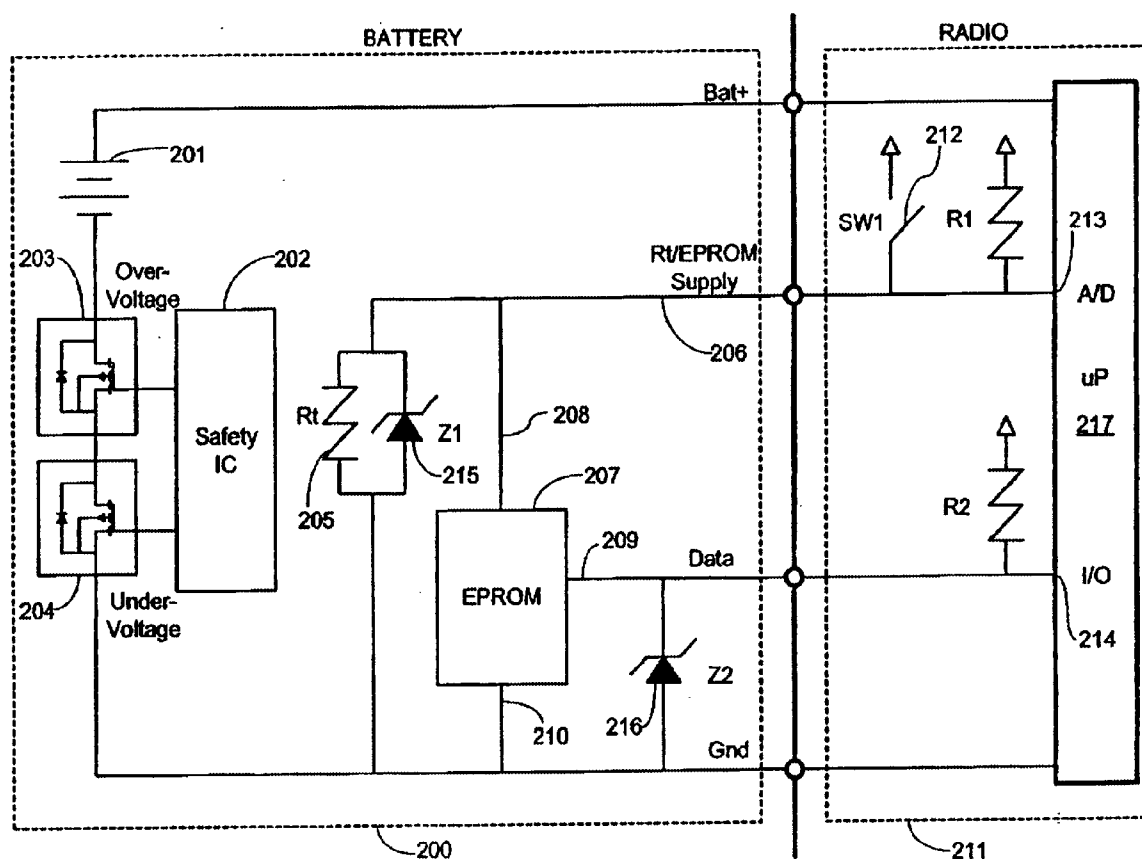 BATTERY
RADIO
Bat+
201
212
203
Over-
Voltage
202
SW1
R1
213
Rt/EPROM
Supply
A/D
206
uP
217
Rt
Z1
208
Safety
IC
215
205
207
R2
209
Data
I/O
204
Under-
Voltage
EPROM
214
Z2
216
210
Gnd
200
211